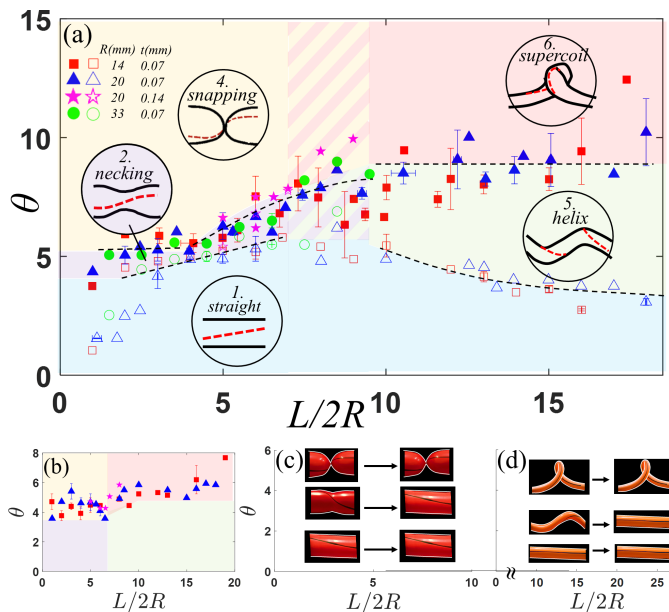 15
10
5
0
θ
(a)
R(mm) t(mm)
14 0.07
20 0.07
20 0.14
33 0.07
4.
snapping
2.
necking
1.
straight
6.
supercoil
5.
helix
0 5 10 15
L/2R
(b)
8
6
4
2
0
θ
0 5 10 15 20
L/2R
(c)
6
4
2
0
0 5 10
L/2R
(d)
0 10 15 20 25
L/2R